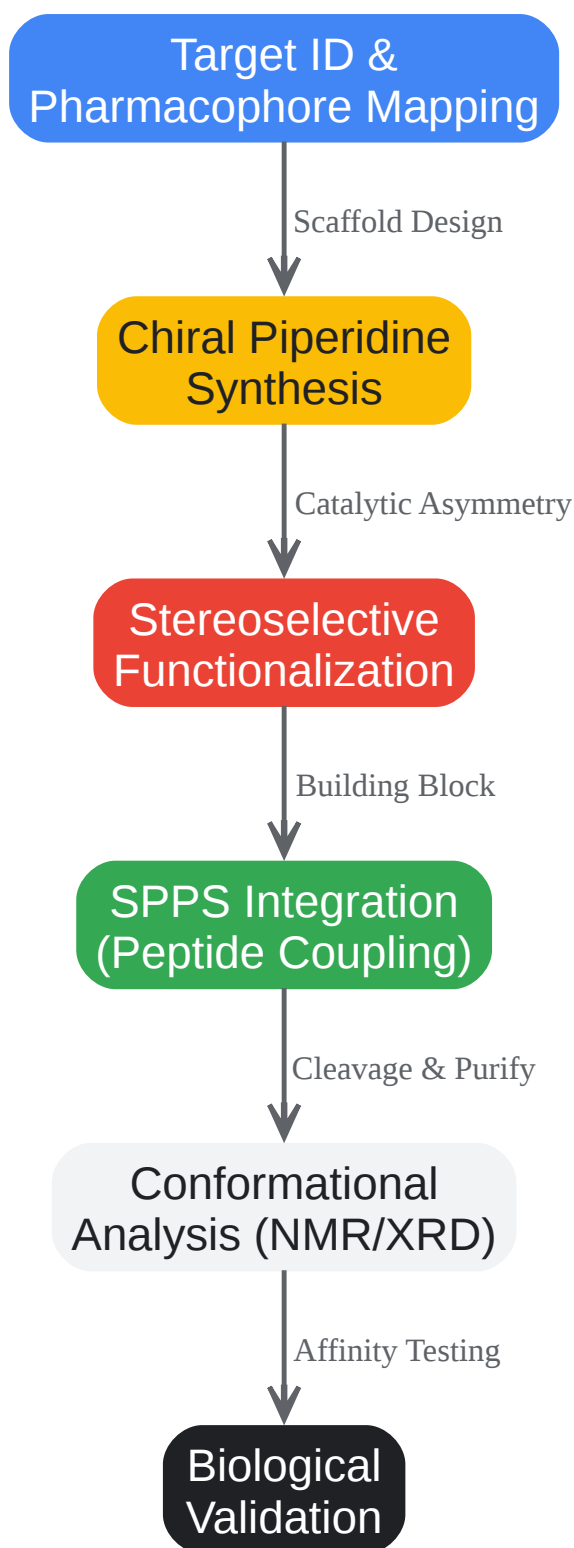 Target ID &
Pharmacophore Mapping
Scaffold Design
Chiral Piperidine
Synthesis
Catalytic Asymmetry
Stereoselective
Functionalization
Building Block
SPPS Integration
(Peptide Coupling)
Cleavage & Purify
Conformational
Analysis (NMR/XRD)
Affinity Testing
Biological
Validation